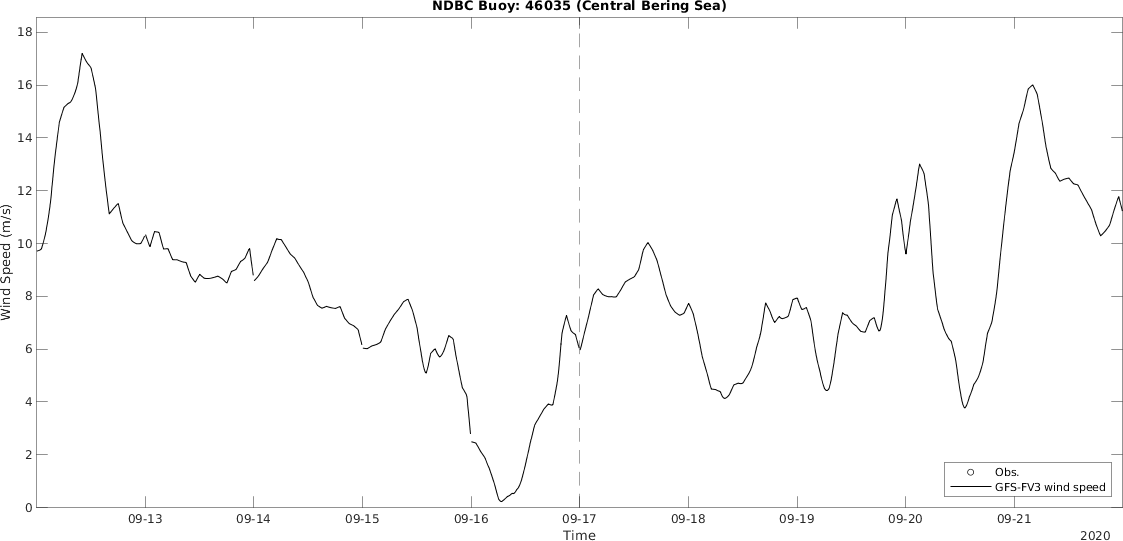 NDBC Buoy: 46035 (Central Bering Sea)
18
16
14
12
10
8
6
4
2
0
Wind Speed (m/s)
Obs.
GFS-FV3 wind speed
09-13 09-14 09-15 09-16 09-17 09-18 09-19 09-20 09-21
Time
2020